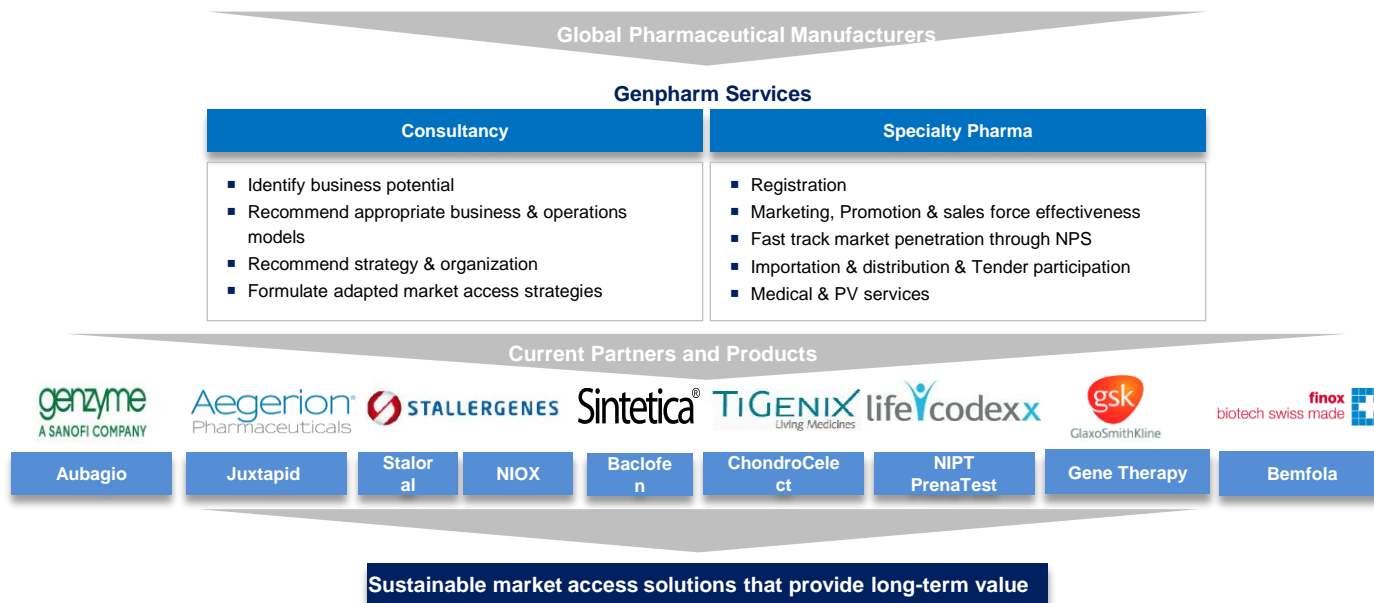 Global Pharmaceutical Manufacturers
Genpharm Services
Consultancy
Specialty Pharma
Identify business potential
Recommend appropriate business & operations
models
Recommend strategy & organization
Formulate adapted market access strategies
Registration
Marketing, Promotion & sales force effectiveness
Fast track market penetration through NPS
Importation & distribution & Tender participation
Medical & PV services
Current Partners and Products
genzyme
A SANOFI COMPANY
Aegerion®
Pharmaceuticals
STALLERGENES
Sintetica®
TiGENIX
Living Medicines
lifecodexx
gsk
GlaxoSmithKline
finox
biotech swiss made
Aubagio
Juxtapid
Stalor
al
NIOX
Baclofe
n
ChondroCele
ct
NIPT
PrenaTest
Gene Therapy
Bemfola
Sustainable market access solutions that provide long-term value